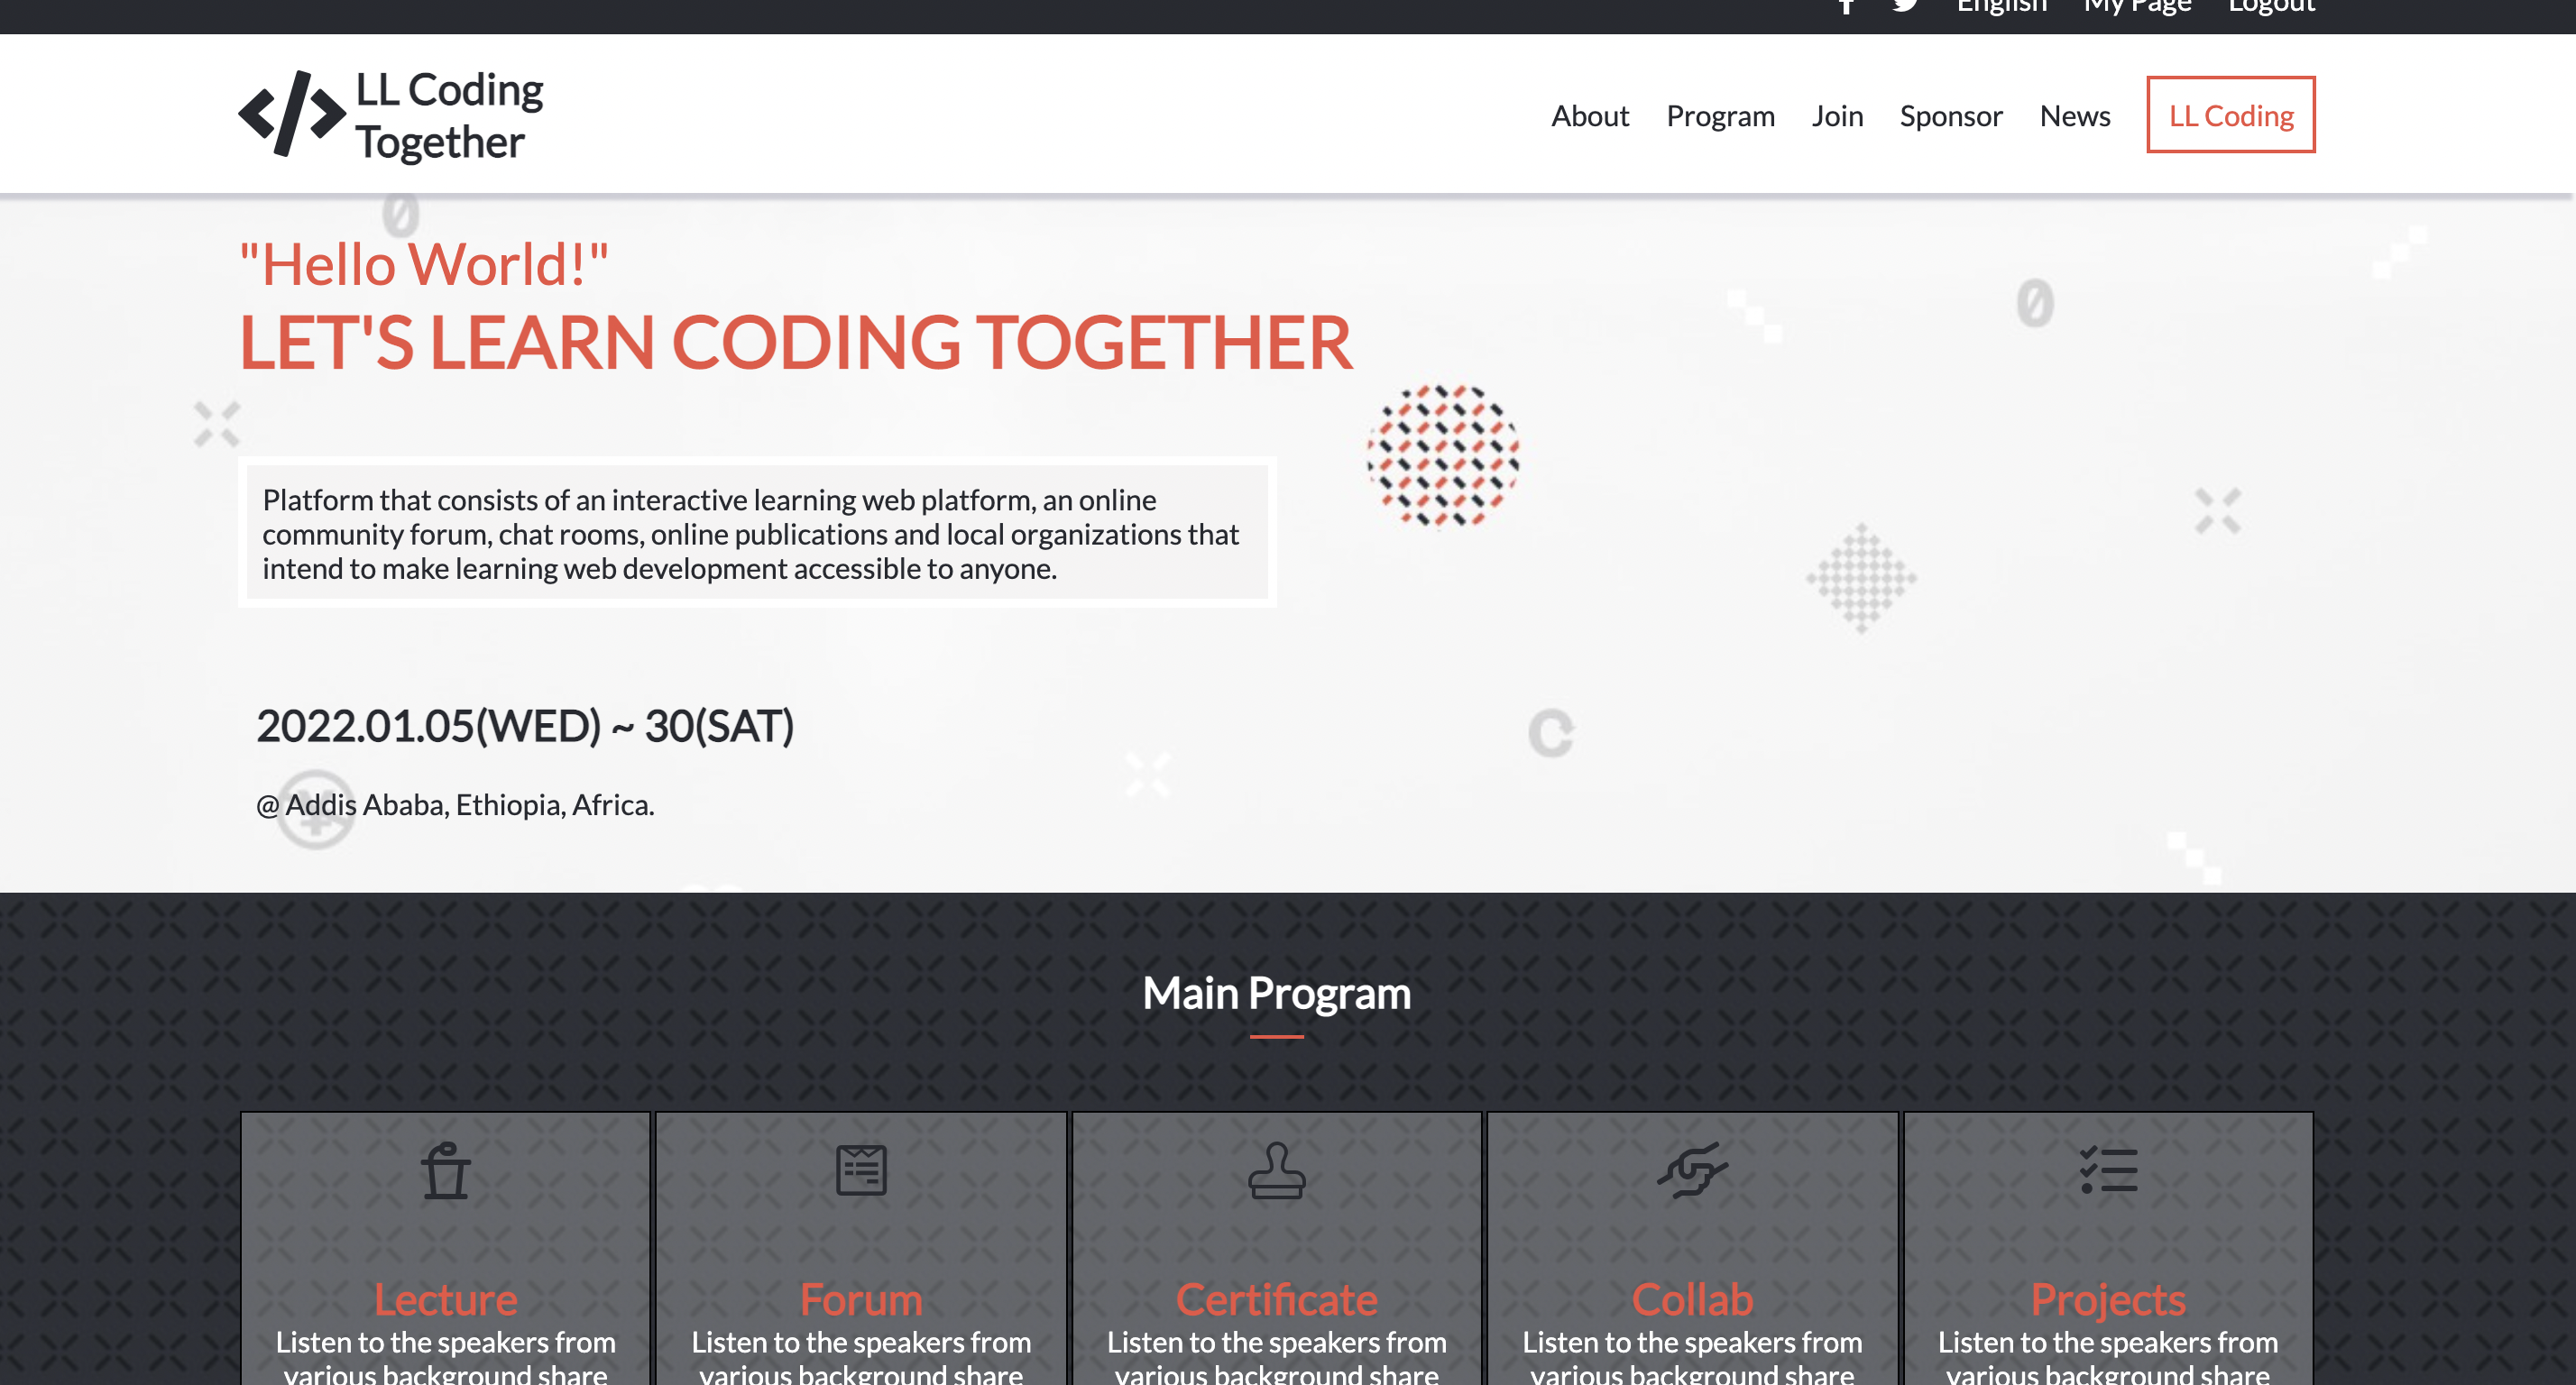 English My Page Logout
LL Coding
Together
About Program Join Sponsor News LL Coding
"Hello World!"
LET'S LEARN CODING TOGETHER
Platform that consists of an interactive learning web platform, an online
community forum, chat rooms, online publications and local organizations that
intend to make learning web development accessible to anyone.
2022.01.05(WED) ~ 30(SAT)
@ Addis Ababa, Ethiopia, Africa.
Main Program
Lecture
Listen to the speakers from
various background share
Forum
Listen to the speakers from
various background share
Certificate
Listen to the speakers from
various background share
Collab
Listen to the speakers from
various background share
Projects
Listen to the speakers from
various background share